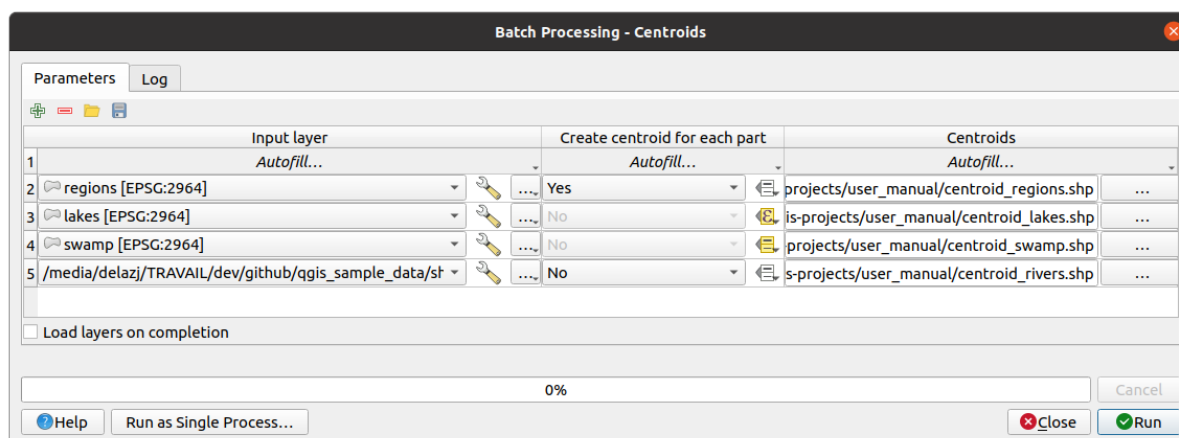 Batch Processing - Centroids
Parameters Log
Input layer Create centroid for each part Centroids
1 Autofill... Autofill... Autofill...
2 regions [EPSG:2964] ... Yes projects/user_manual/centroid_regions.shp ...
3 lakes [EPSG:2964] ... No ε is-projects/user_manual/centroid_lakes.shp ...
4 swamp [EPSG:2964] ... No -projects/user_manual/centroid_swamp.shp ...
5 /media/delazj/TRAVAIL/dev/github/qgis_sample_data/sh ... No s-projects/user_manual/centroid_rivers.shp ...
Load layers on completion
0% Cancel
Help Run as Single Process... Close Run